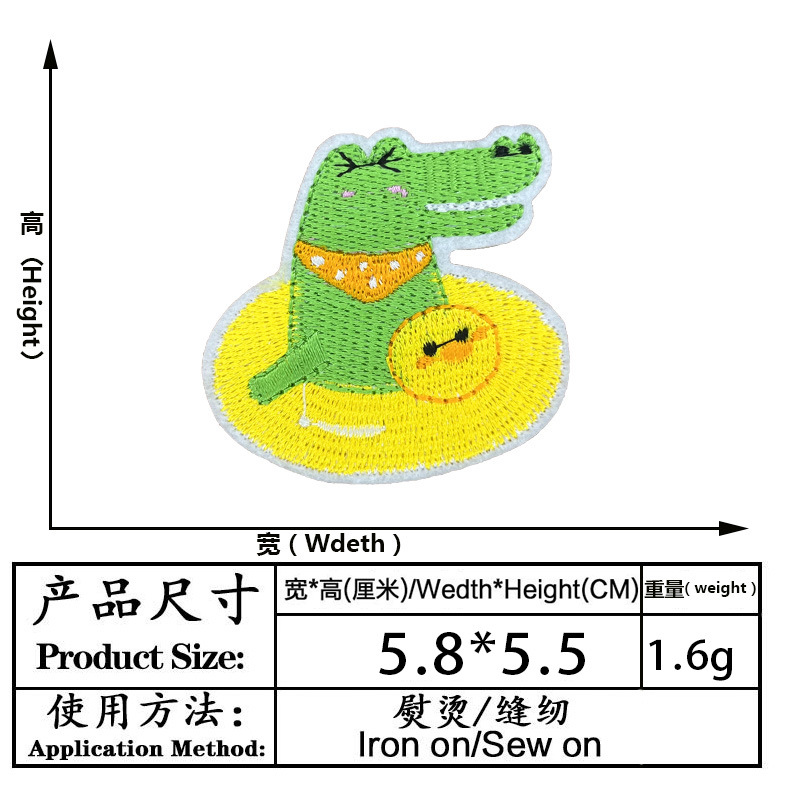 高 (Height)
宽 ( Wdeth )
产品尺寸
Product Size:
宽*高(厘米)/Wedth*Height(CM)
重量( weight )
5.8*5.5
1.6g
使用方法:
Application Method:
熨烫/缝纫
Iron on/Sew on